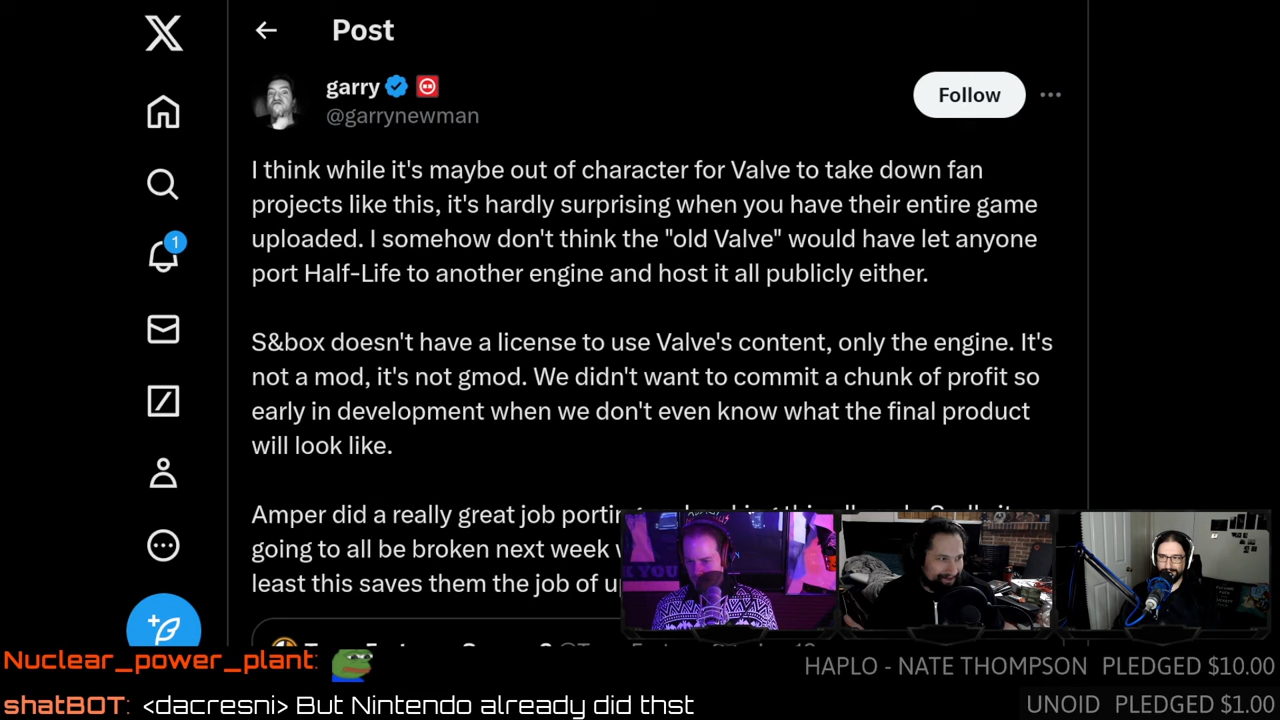 Post
garry
@garrynewman
Follow
I think while it's maybe out of character for Valve to take down fan
projects like this, it's hardly surprising when you have their entire game
uploaded. I somehow don't think the "old Valve" would have let anyone
port Half-Life to another engine and host it all publicly either.
1
S&box doesn't have a license to use Valve's content, only the engine. It's
not a mod, it's not gmod. We didn't want to commit a chunk of profit so
early in development when we don't even know what the final product
will look like.
Amper did a really great job porting
going to all be broken next week
least this saves them the job of
Nuclear_power_plant:
HAPLO - NATE THOMPSON PLEDGED $10.00
shatBOT: <dacresni> But Nintendo already did thst
UNOID PLEDGED $1.00